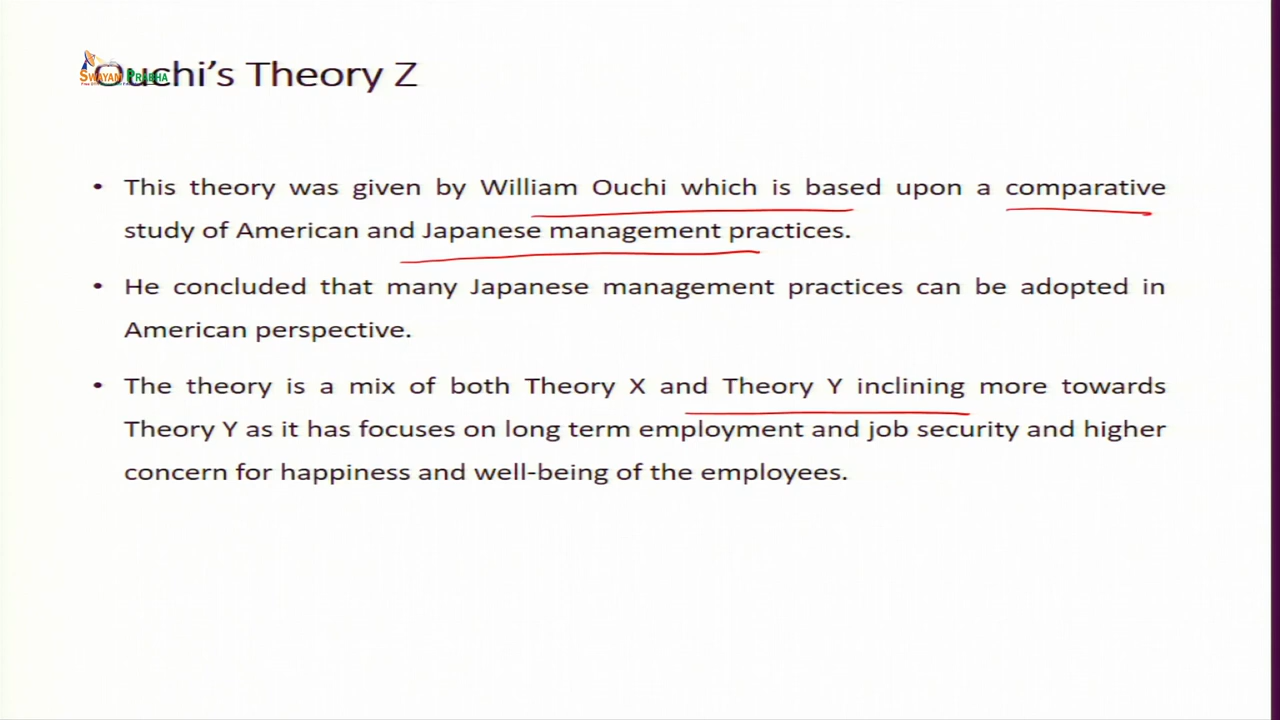 Ouchi's Theory Z
SWAYAM PRABHA
• This theory was given by William Ouchi which is based upon a comparative
study of American and Japanese management practices.
• He concluded that many Japanese management practices can be adopted in
American perspective.
• The theory is a mix of both Theory X and Theory Y inclining more towards
Theory Y as it has focuses on long term employment and job security and higher
concern for happiness and well-being of the employees.